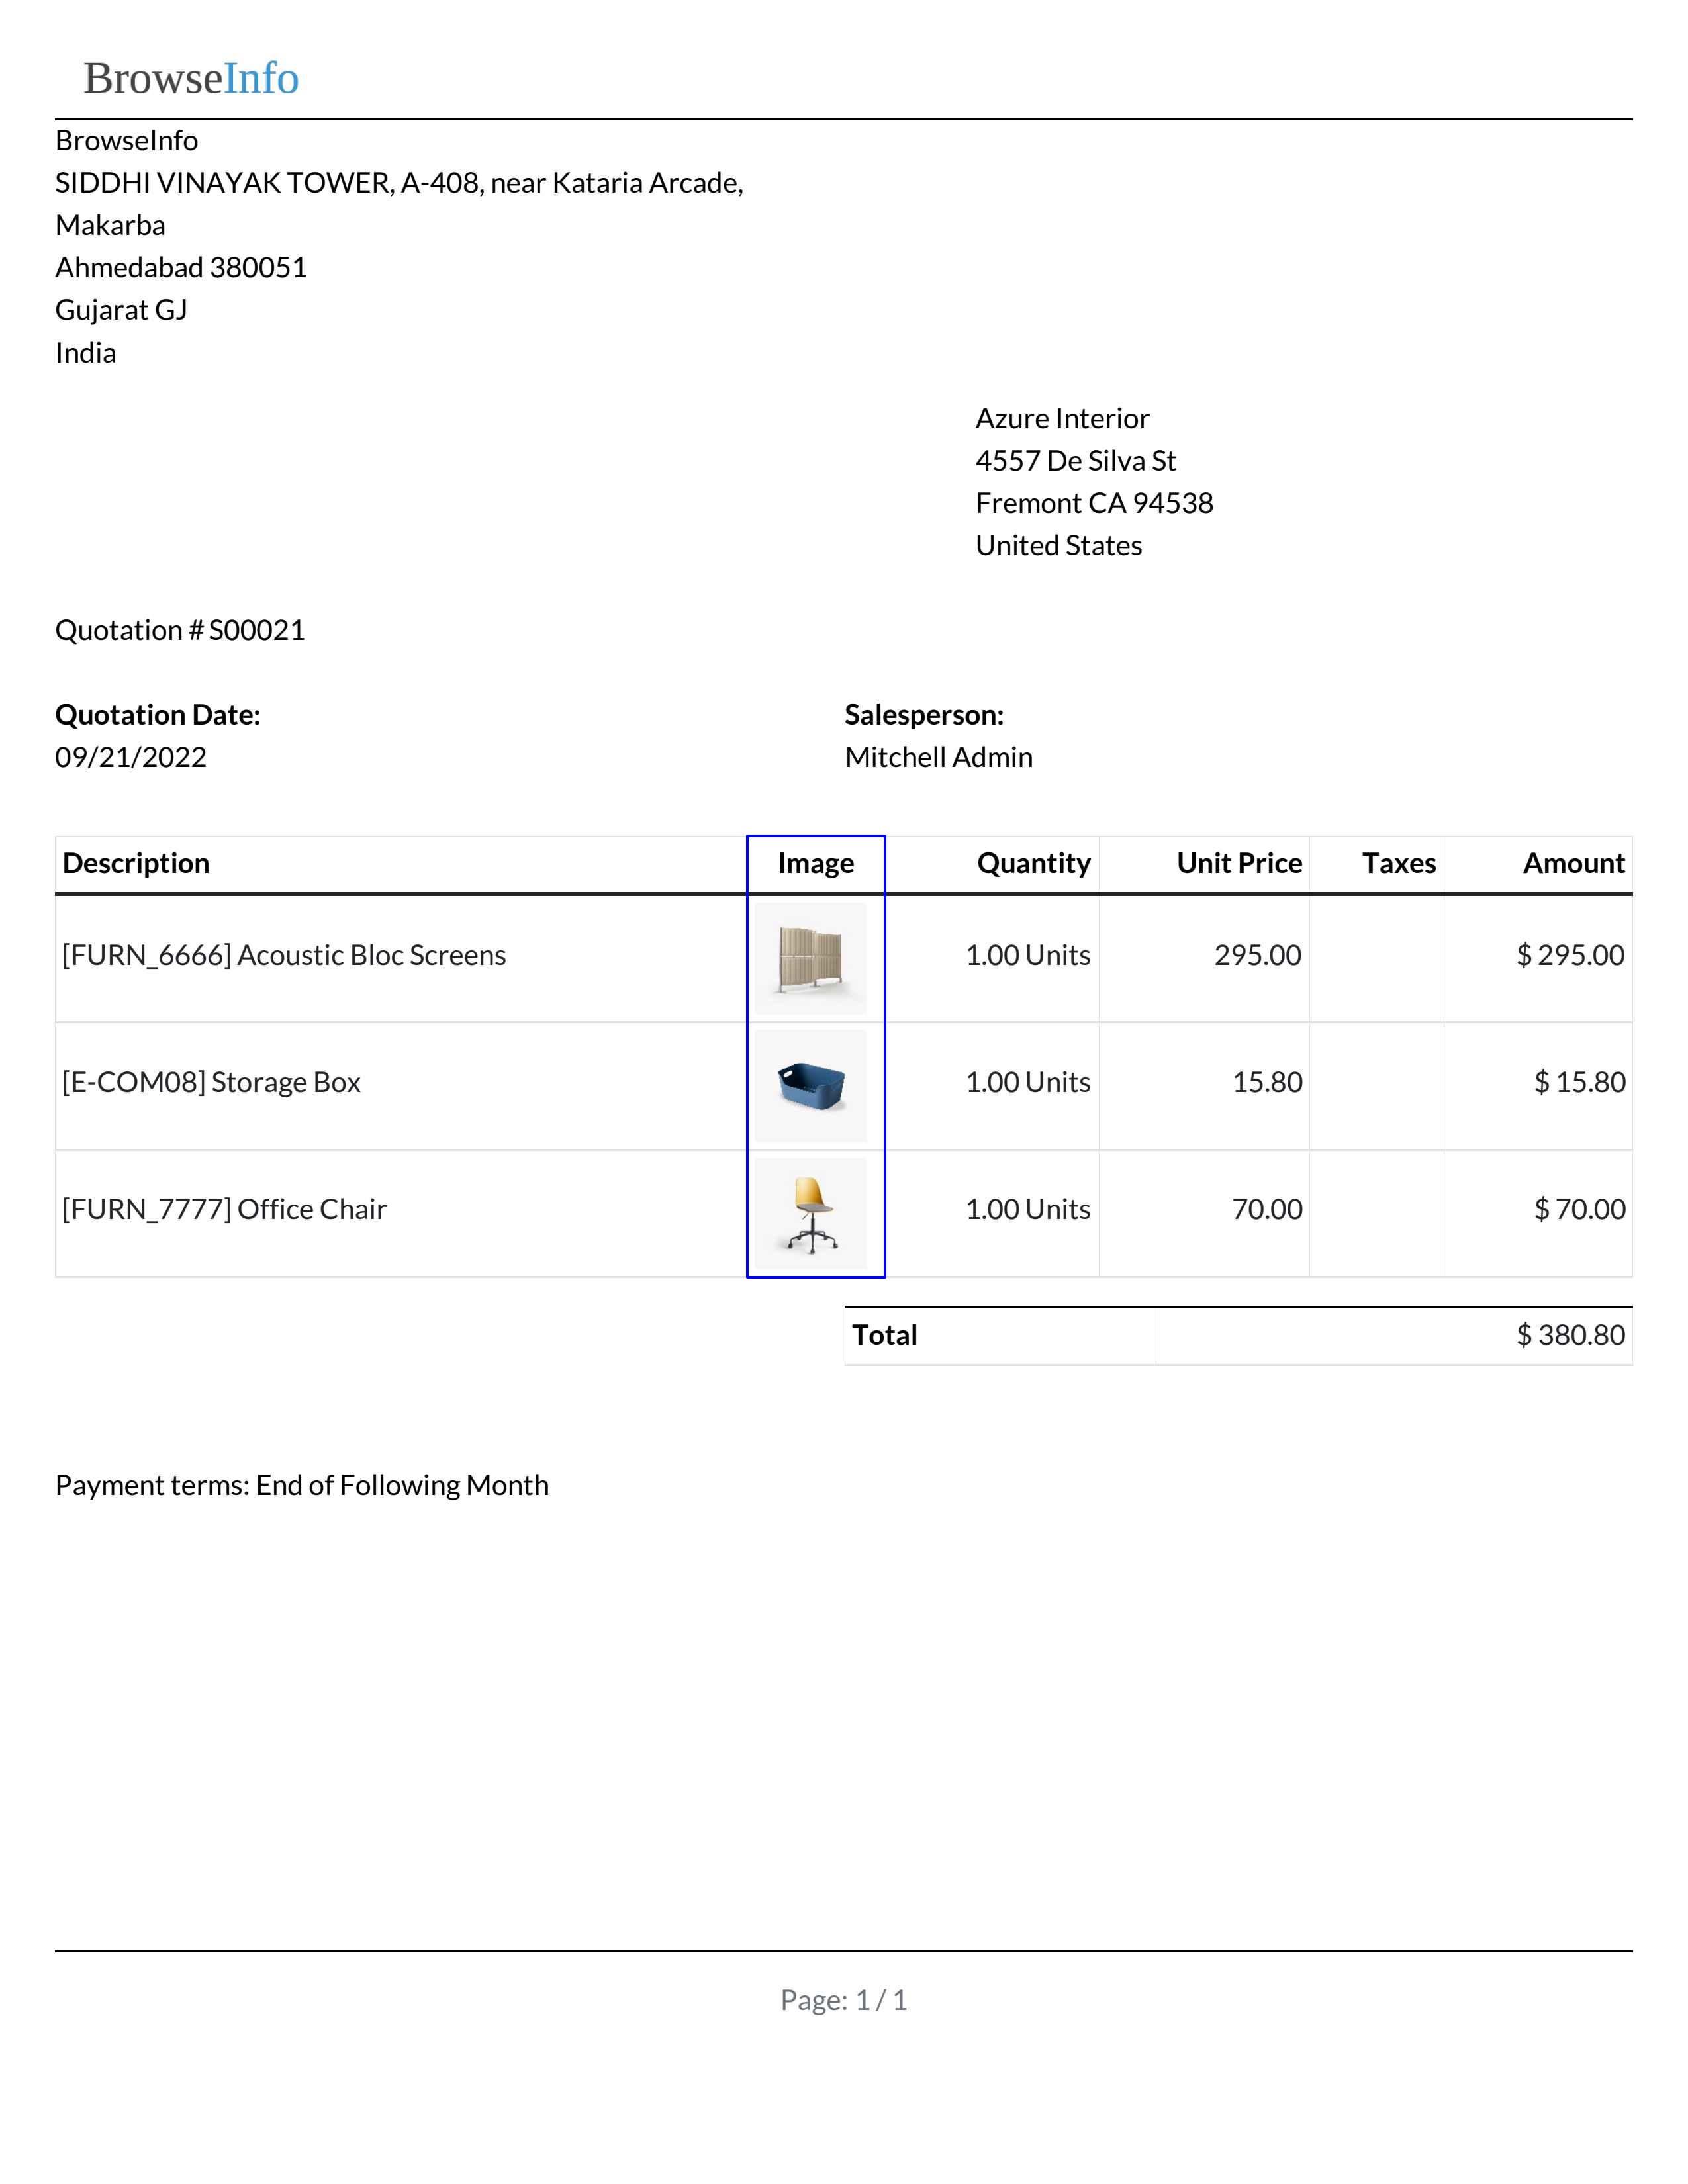 BrowseInfo
BrowseInfo
SIDDHI VINAYAK TOWER, A-408, near Kataria Arcade,
Makarba
Ahmedabad 380051
Gujarat GJ
India
Azure Interior
4557 De Silva St
Fremont CA 94538
United States
Quotation # S00021
Quotation Date: Salesperson:
09/21/2022 Mitchell Admin
Description Image Quantity Unit Price Taxes Amount
[FURN_6666] Acoustic Bloc Screens 1.00 Units 295.00 $ 295.00
[E-COM08] Storage Box 1.00 Units 15.80 $ 15.80
[FURN_7777] Office Chair 1.00 Units 70.00 $ 70.00
Total $ 380.80
Payment terms: End of Following Month
Page: 1 / 1